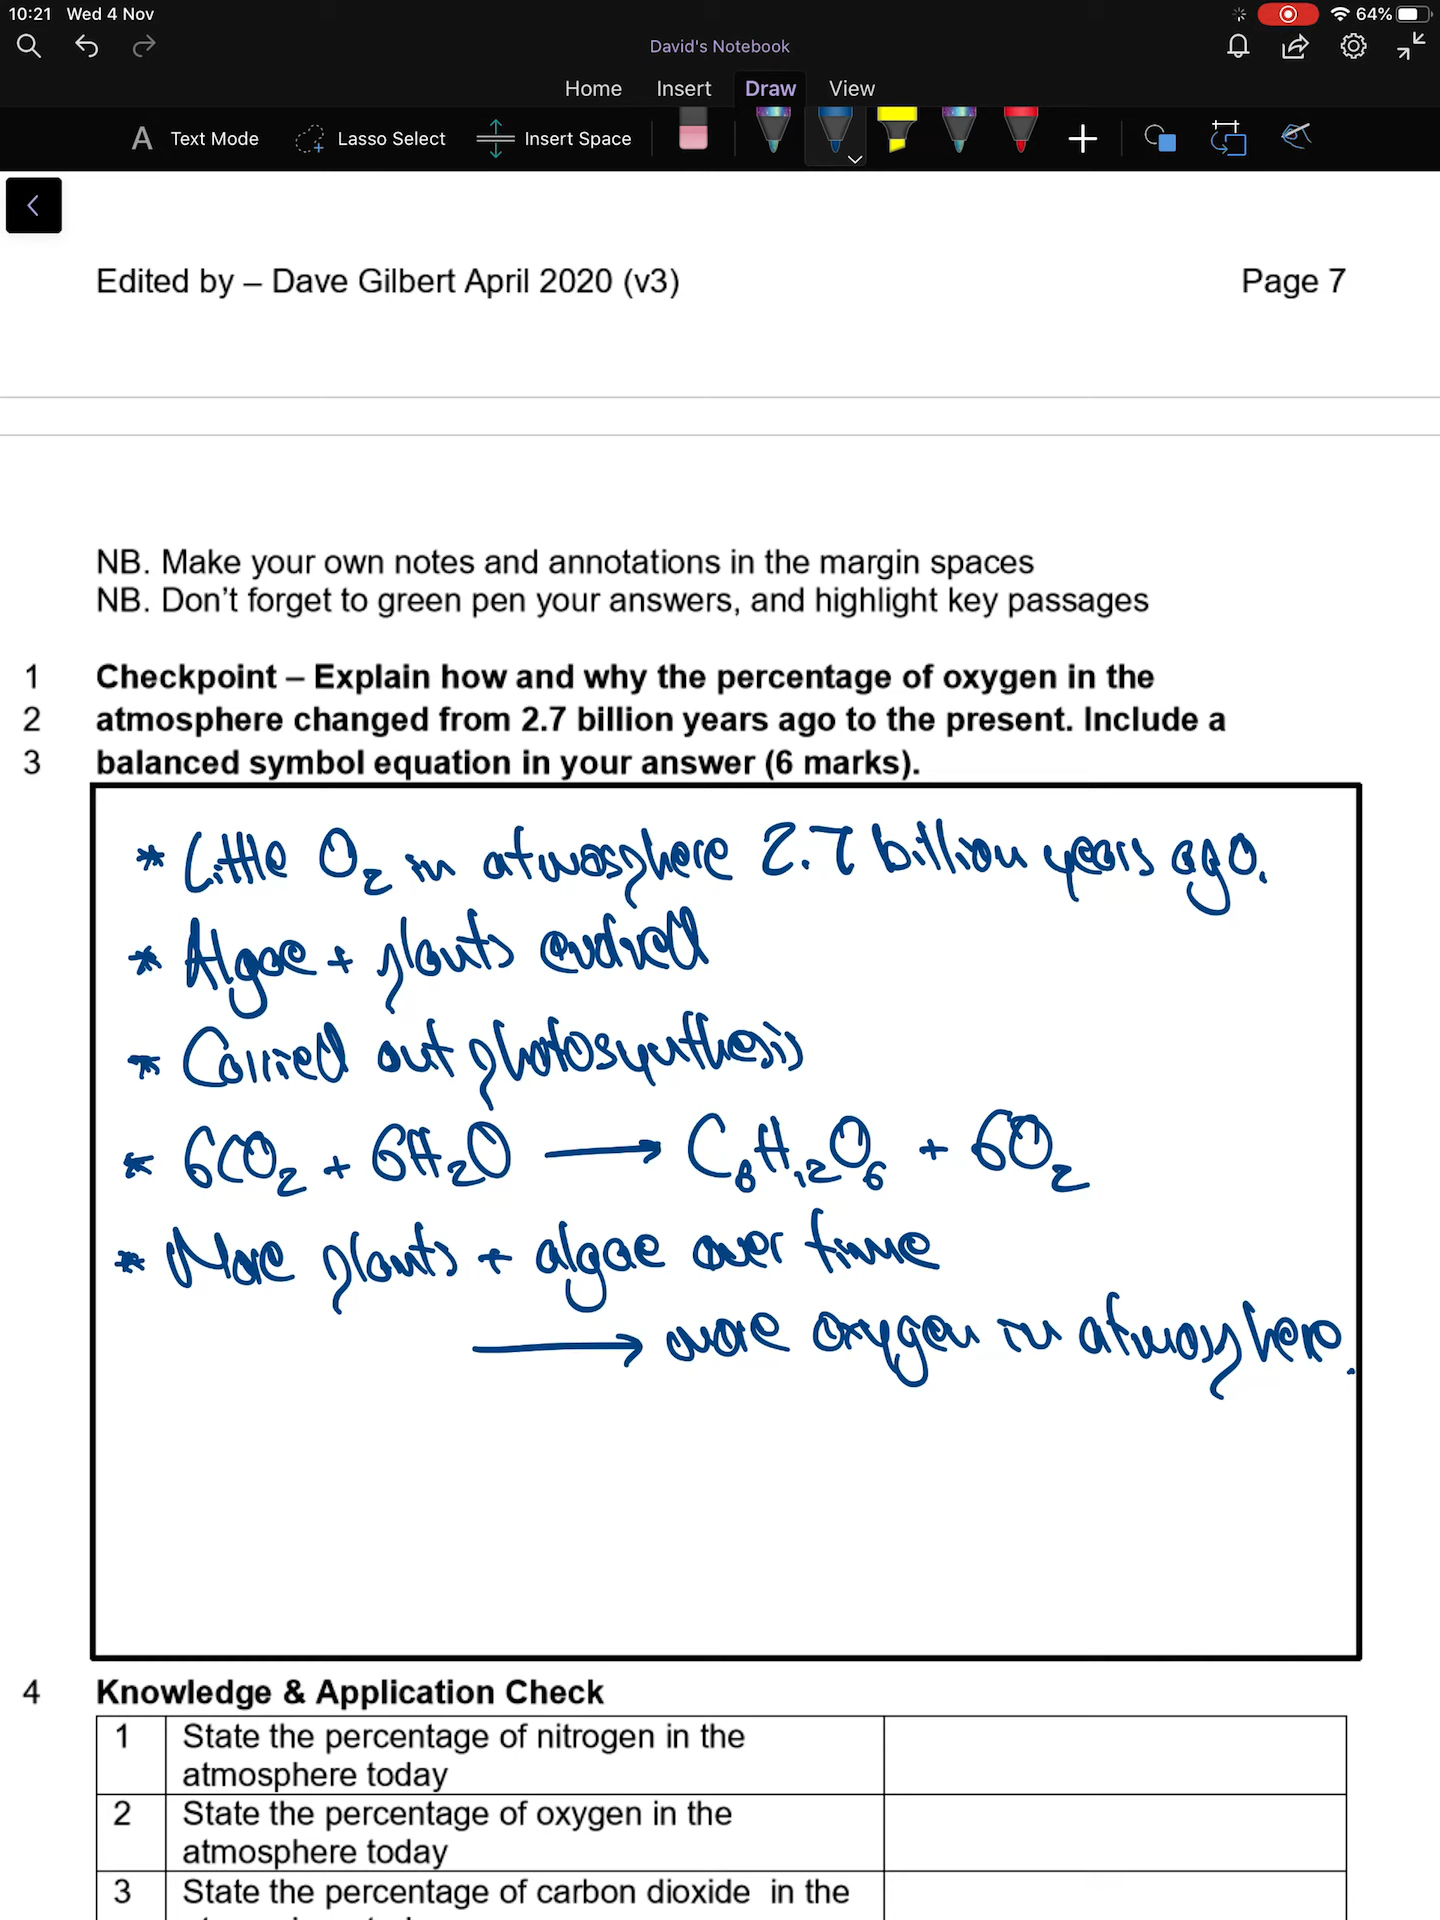 10:21 Wed 4 Nov 64%
David's Notebook
Home Insert Draw View
A Text Mode Lasso Select Insert Space
Edited by – Dave Gilbert April 2020 (v3) Page 7
NB. Make your own notes and annotations in the margin spaces
NB. Don't forget to green pen your answers, and highlight key passages
1 Checkpoint – Explain how and why the percentage of oxygen in the
2 atmosphere changed from 2.7 billion years ago to the present. Include a
3 balanced symbol equation in your answer (6 marks).
* Little O₂ in atmosphere 2.7 billion years ago.
* Algae + plants evolved
* Carried out photosynthesis
* 6CO₂ + 6H₂O → C₆H₁₂O₆ + 6O₂
* More plants + algae over time
→ more oxygen in atmosphere.
4 Knowledge & Application Check
1 State the percentage of nitrogen in the
atmosphere today
2 State the percentage of oxygen in the
atmosphere today
3 State the percentage of carbon dioxide in the